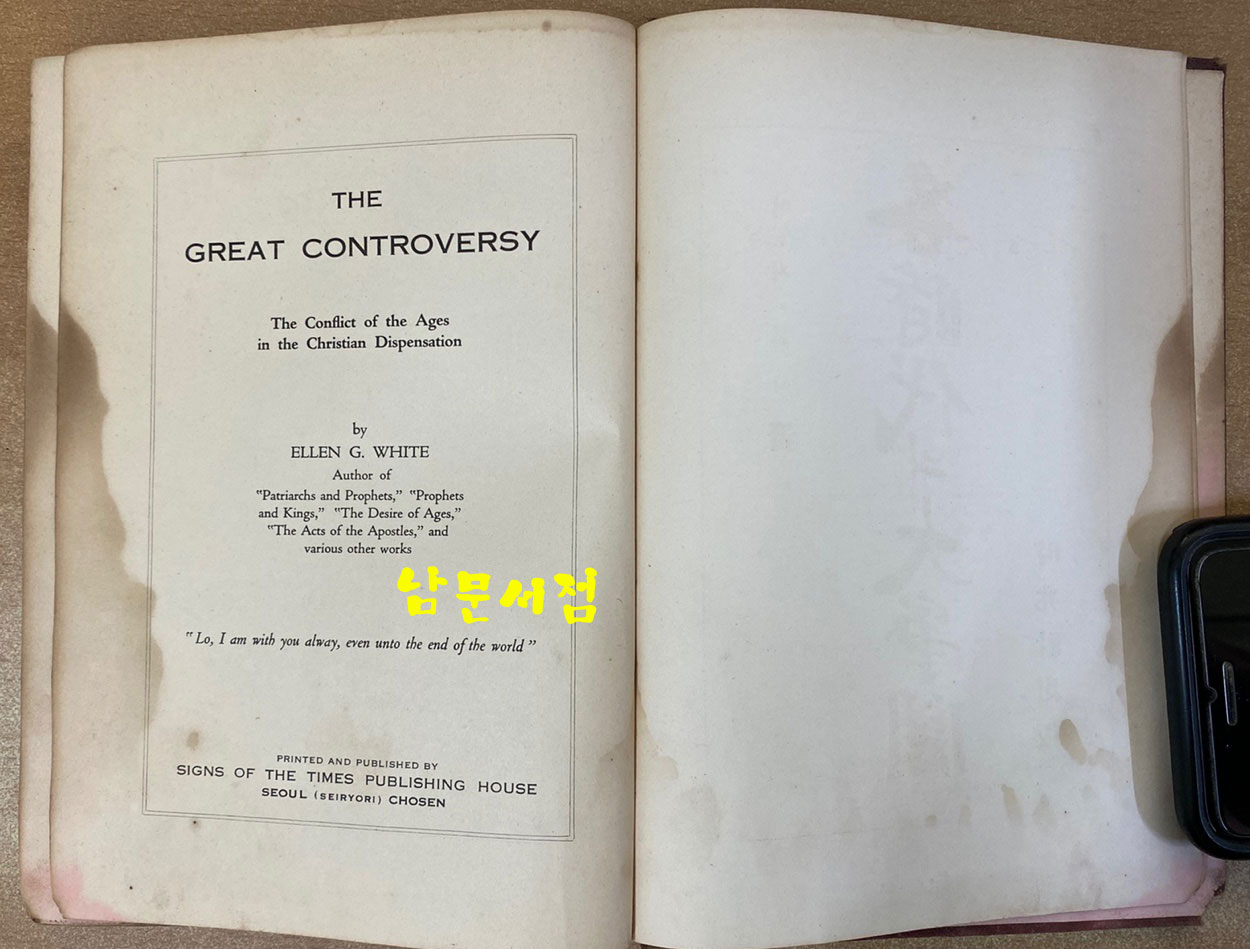 THE
GREAT CONTROVERSY
The Conflict of the Ages
in the Christian Dispensation
by
ELLEN G. WHITE
Author of
"Patriarchs and Prophets," "Prophets
and Kings," "The Desire of Ages,"
"The Acts of the Apostles," and
various other works
남문서점
"Lo, I am with you alway, even unto the end of the world"
PRINTED AND PUBLISHED BY
SIGNS OF THE TIMES PUBLISHING HOUSE
SEOUL (SEIRYORI) CHOSEN